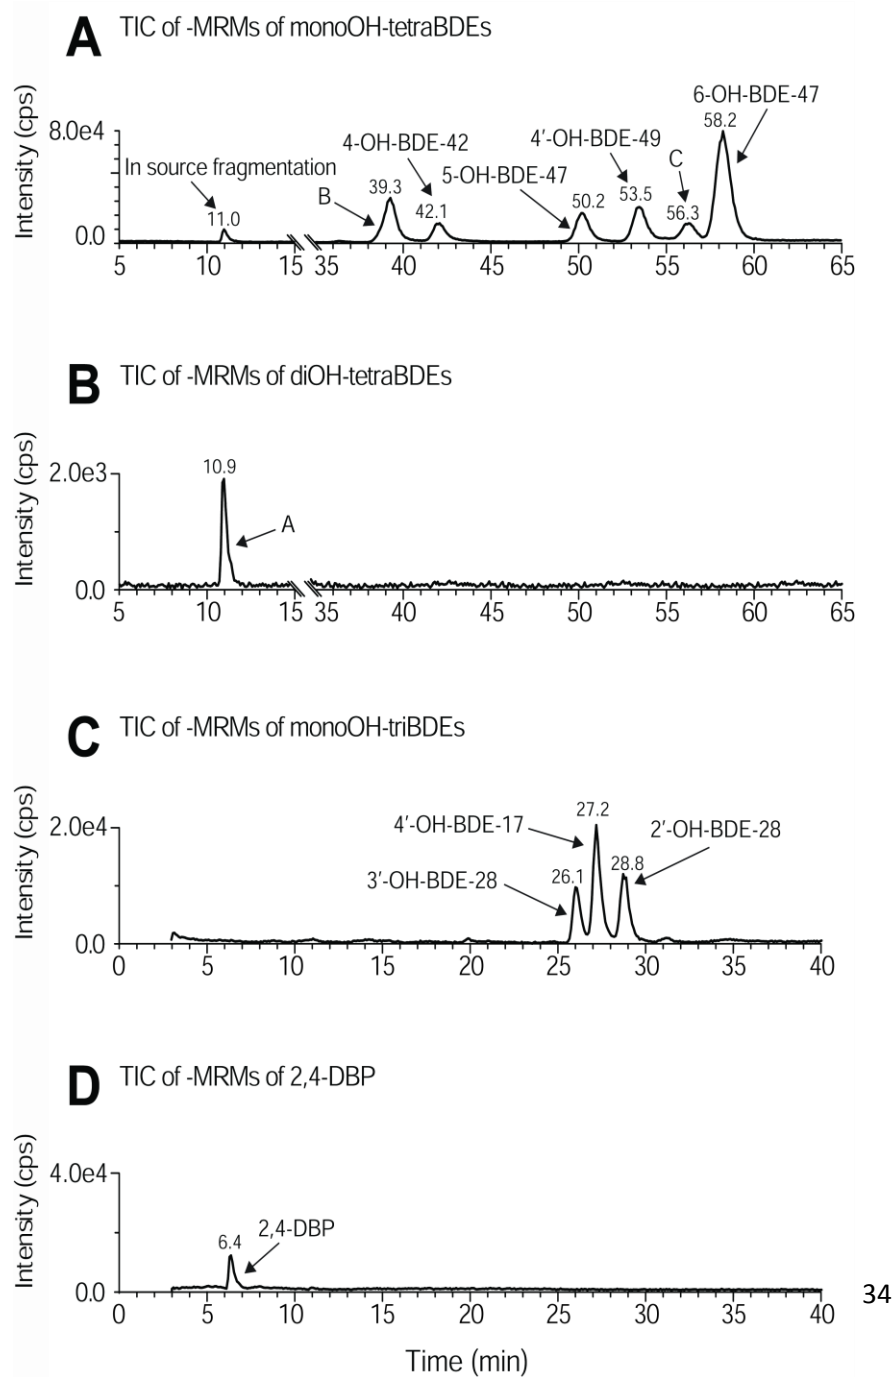 A TIC of -MRMs of monoOH-tetraBDEs
Intensity (cps)
8.0e4
0.0
In source fragmentation
11.0
B
39.3
4-OH-BDE-42
42.1
5-OH-BDE-47
50.2
4'-OH-BDE-49
53.5
C
56.3
6-OH-BDE-47
58.2
5 10 15 35 40 45 50 55 60 65
B TIC of -MRMs of diOH-tetraBDEs
Intensity (cps)
2.0e3
0.0
10.9
A
5 10 15 35 40 45 50 55 60 65
C TIC of -MRMs of monoOH-triBDEs
Intensity (cps)
2.0e4
0.0
3'-OH-BDE-28
26.1
4'-OH-BDE-17
27.2
2'-OH-BDE-28
28.8
0 5 10 15 20 25 30 35 40
D TIC of -MRMs of 2,4-DBP
Intensity (cps)
4.0e4
0.0
6.4
2,4-DBP
0 5 10 15 20 25 30 35 40
Time (min)
34